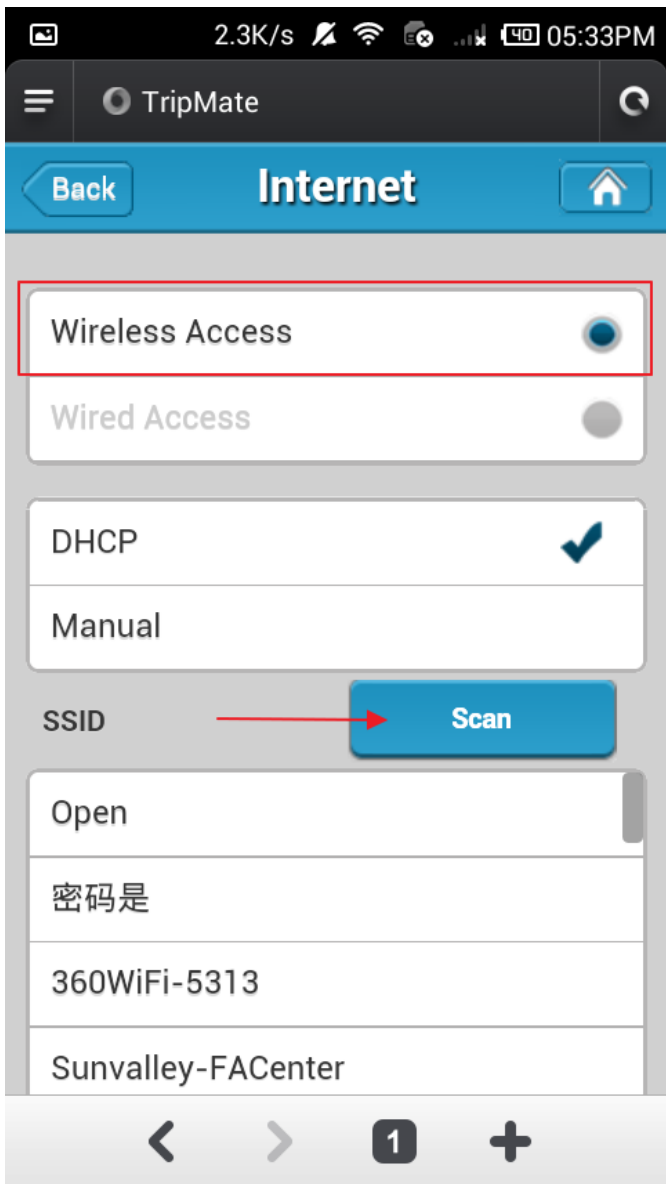 2.3K/s 40 05:33PM
TripMate
Back Internet
Wireless Access
Wired Access
DHCP
Manual
SSID Scan
Open
密码是
360WiFi-5313
Sunvalley-FACenter
1